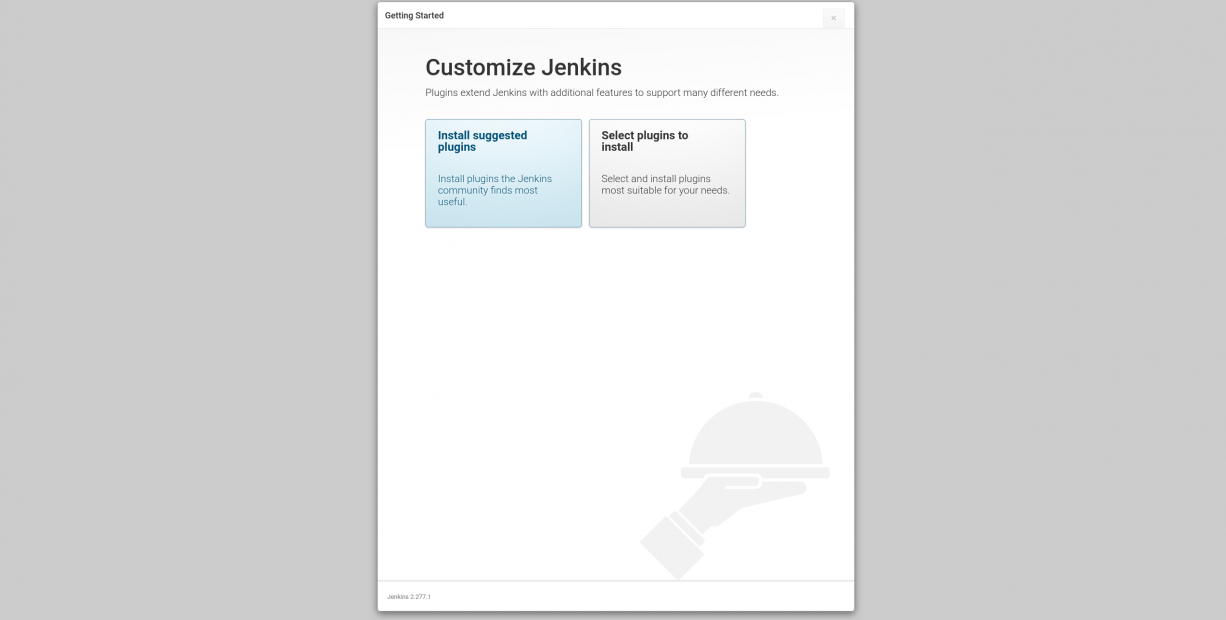 Getting Started
×
Customize Jenkins
Plugins extend Jenkins with additional features to support many different needs.
Install suggested
plugins
Install plugins the Jenkins
community finds most
useful.
Select plugins to
install
Select and install plugins
most suitable for your needs.
Jenkins 2.277.1